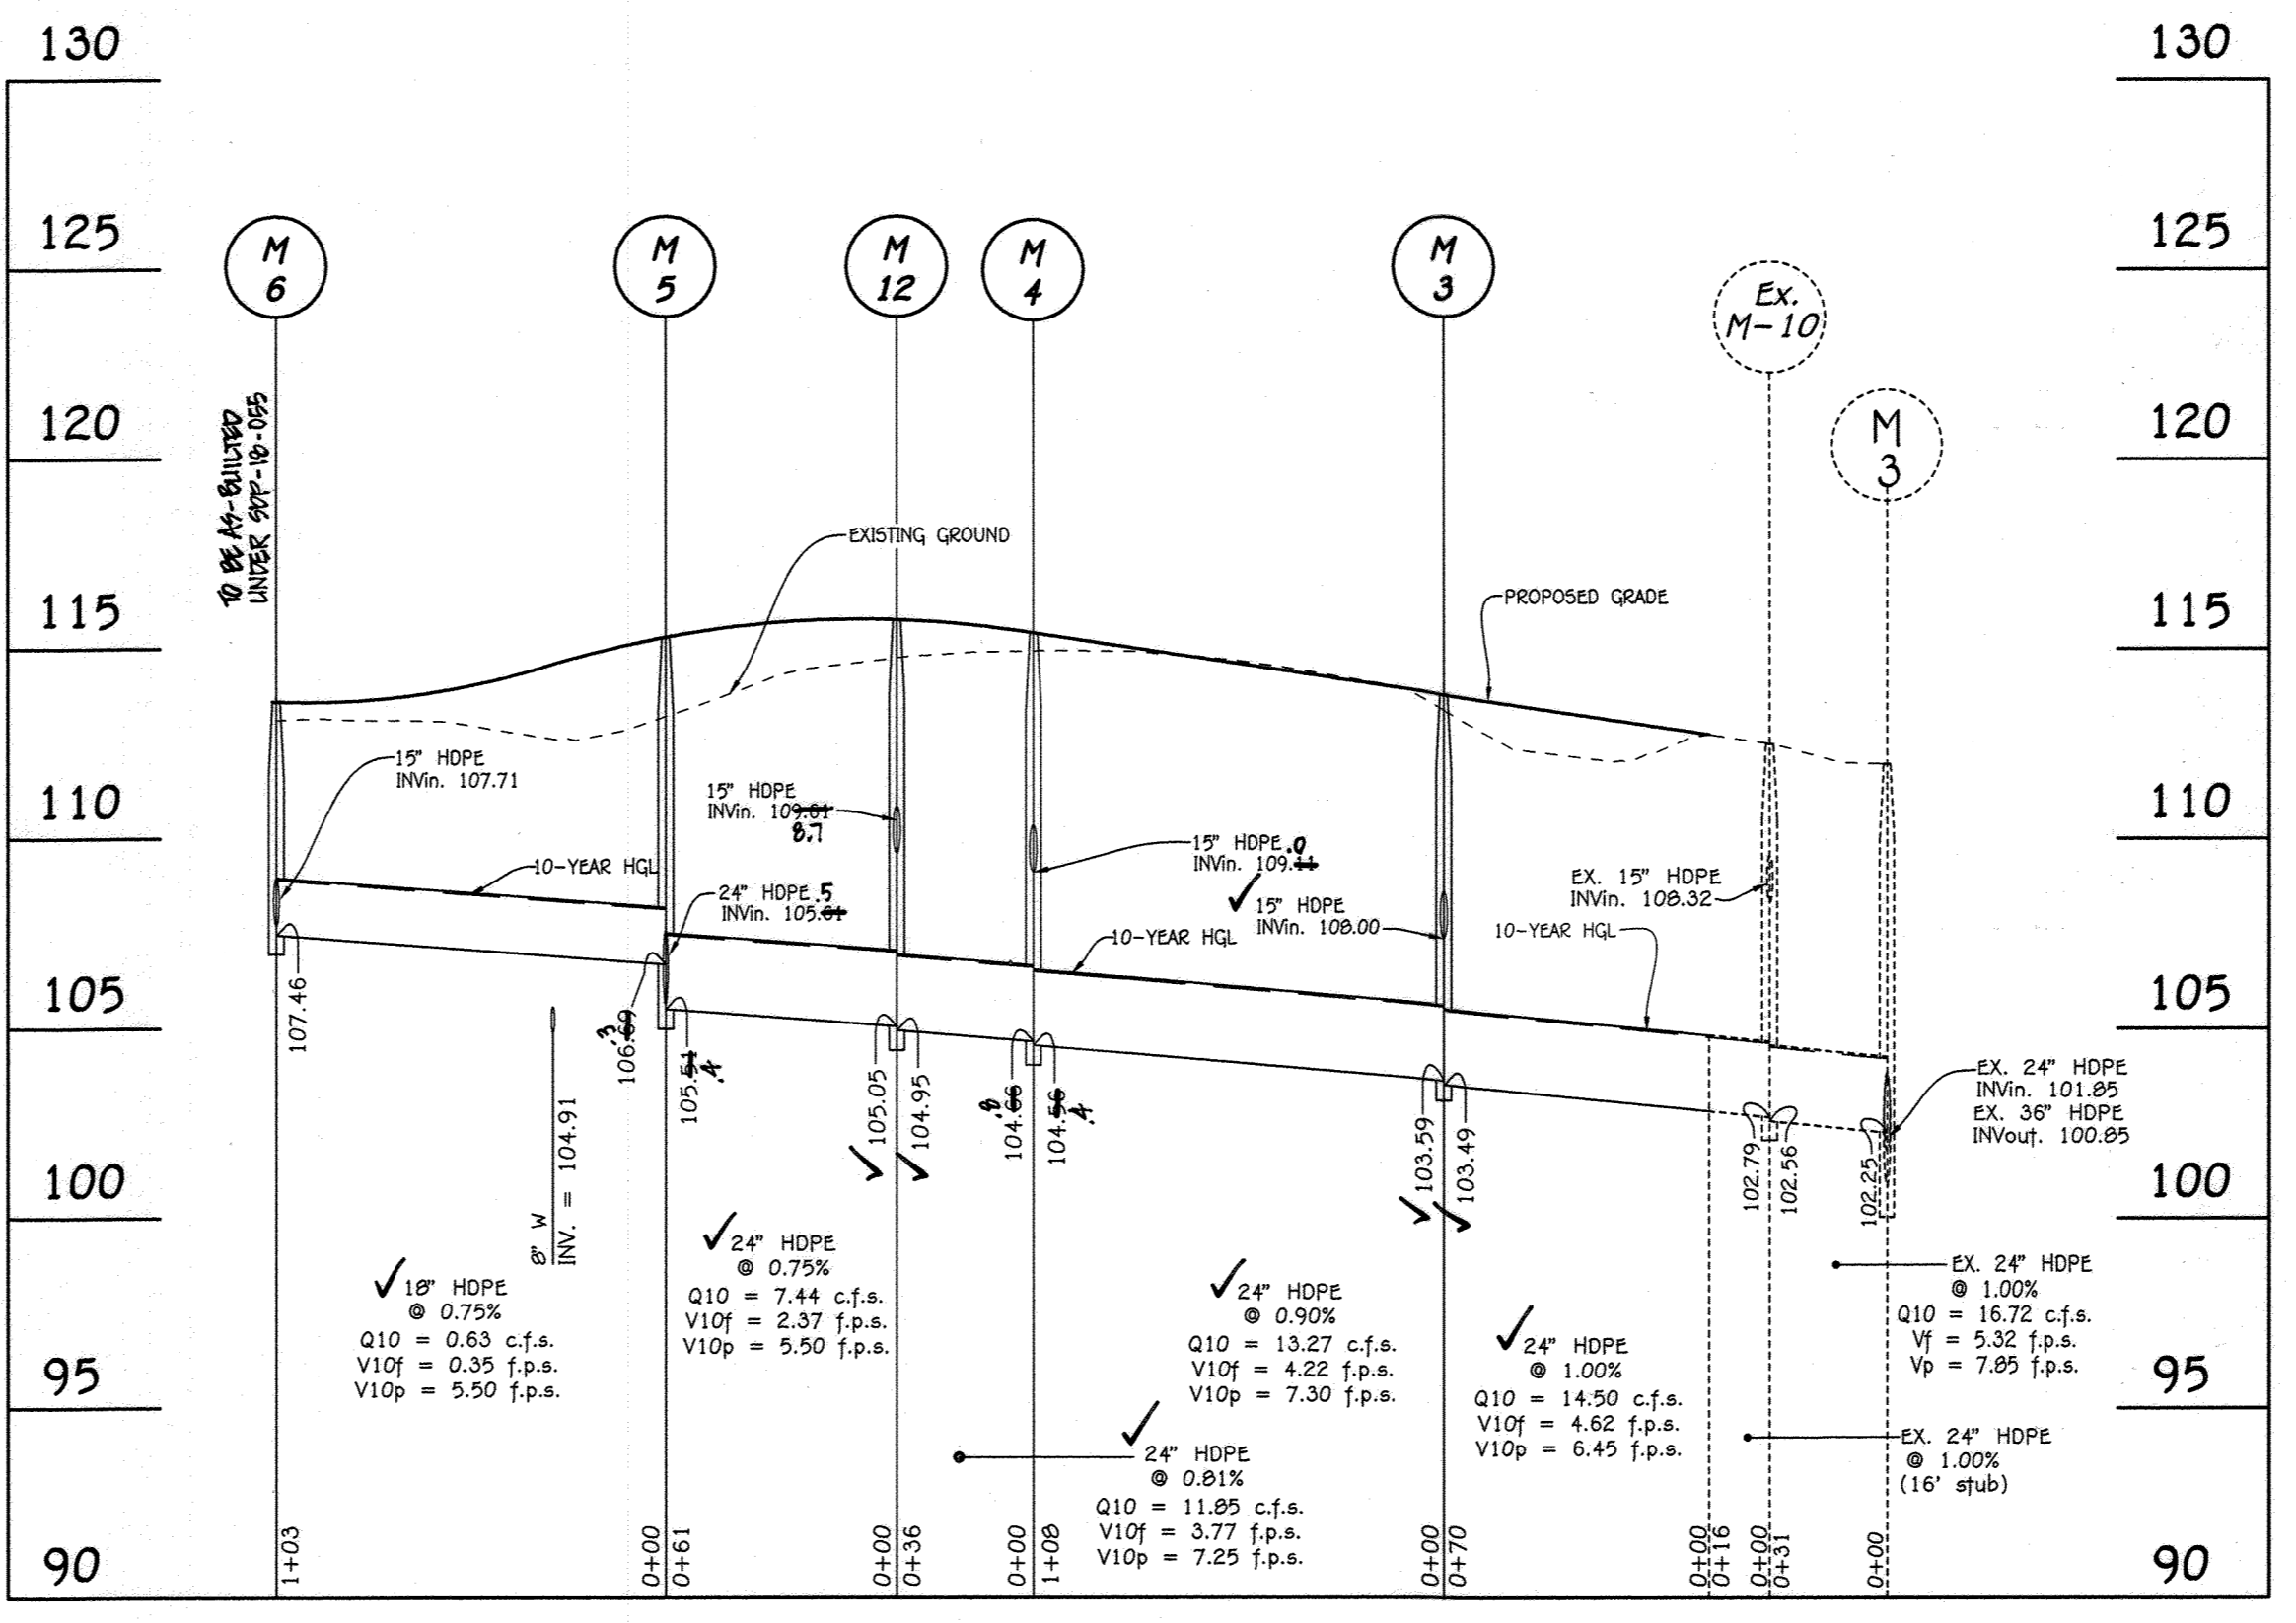 130
130
125
125
120
120
115
115
110
110
105
105
100
100
95
95
90
90
M
6
M
5
M
12
M
4
M
3
Ex.
M-10
M
3
TO BE AS-BUILTED
UNDER SDP-18-055
EXISTING GROUND
PROPOSED GRADE
15" HDPE
INVin. 107.71
15" HDPE
INVin. 109.61
8.7
15" HDPE .0
INVin. 109.11
10-YEAR HGL
24" HDPE .5
INVin. 105.61
✓ 15" HDPE
INVin. 108.00
EX. 15" HDPE
INVin. 108.32
10-YEAR HGL
10-YEAR HGL
107.46
.3
106.69
105.51
.4
105.05
104.95
.8
104.66
104.56
.4
103.59
103.49
102.79
102.56
102.25
EX. 24" HDPE
INVin. 101.85
EX. 36" HDPE
INVout. 100.85
8" W
INV. = 104.91
✓ 18" HDPE
@ 0.75%
Q10 = 0.63 c.f.s.
V10f = 0.35 f.p.s.
V10p = 5.50 f.p.s.
✓ 24" HDPE
@ 0.75%
Q10 = 7.44 c.f.s.
V10f = 2.37 f.p.s.
V10p = 5.50 f.p.s.
✓ 24" HDPE
@ 0.90%
Q10 = 13.27 c.f.s.
V10f = 4.22 f.p.s.
V10p = 7.30 f.p.s.
✓ 24" HDPE
@ 0.81%
Q10 = 11.85 c.f.s.
V10f = 3.77 f.p.s.
V10p = 7.25 f.p.s.
✓ 24" HDPE
@ 1.00%
Q10 = 14.50 c.f.s.
V10f = 4.62 f.p.s.
V10p = 6.45 f.p.s.
EX. 24" HDPE
@ 1.00%
Q10 = 16.72 c.f.s.
Vf = 5.32 f.p.s.
Vp = 7.85 f.p.s.
EX. 24" HDPE
@ 1.00%
(16' stub)
1+03
0+00
0+61
0+00
0+36
0+00
1+08
0+00
0+70
0+00
0+16
0+00
0+31
0+00